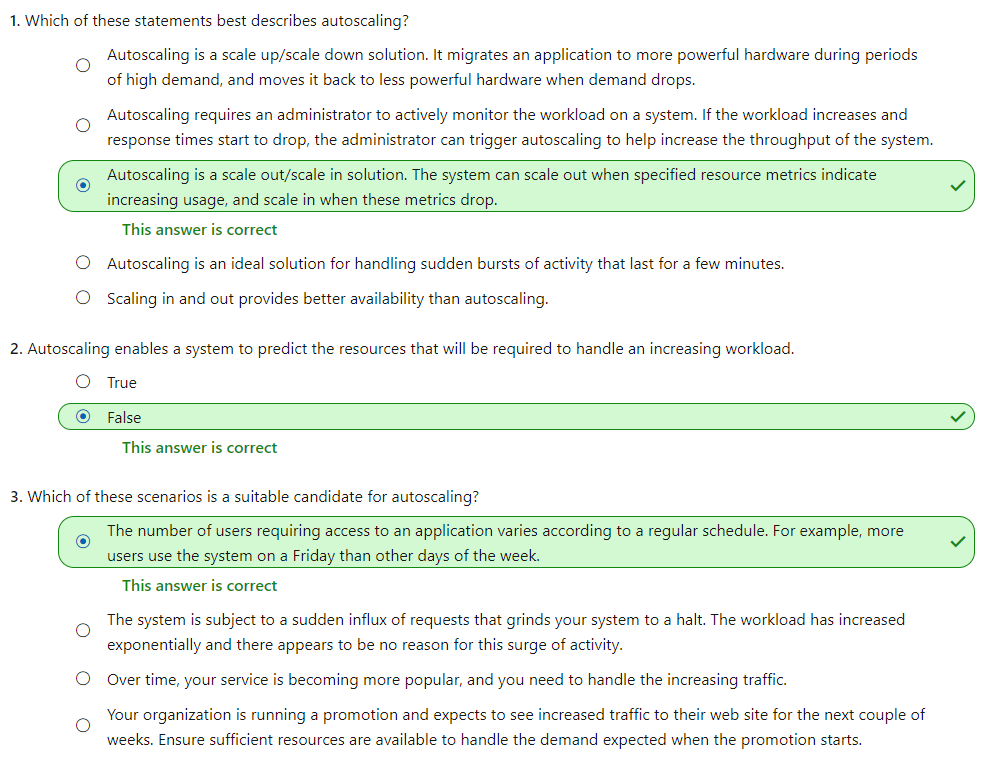 1. Which of these statements best describes autoscaling?
Autoscaling is a scale up/scale down solution. It migrates an application to more powerful hardware during periods
of high demand, and moves it back to less powerful hardware when demand drops.
Autoscaling requires an administrator to actively monitor the workload on a system. If the workload increases and
response times start to drop, the administrator can trigger autoscaling to help increase the throughput of the system.
Autoscaling is a scale out/scale in solution. The system can scale out when specified resource metrics indicate
increasing usage, and scale in when these metrics drop.
This answer is correct
Autoscaling is an ideal solution for handling sudden bursts of activity that last for a few minutes.
Scaling in and out provides better availability than autoscaling.
2. Autoscaling enables a system to predict the resources that will be required to handle an increasing workload.
True
False
This answer is correct
3. Which of these scenarios is a suitable candidate for autoscaling?
The number of users requiring access to an application varies according to a regular schedule. For example, more
users use the system on a Friday than other days of the week.
This answer is correct
The system is subject to a sudden influx of requests that grinds your system to a halt. The workload has increased
exponentially and there appears to be no reason for this surge of activity.
Over time, your service is becoming more popular, and you need to handle the increasing traffic.
Your organization is running a promotion and expects to see increased traffic to their web site for the next couple of
weeks. Ensure sufficient resources are available to handle the demand expected when the promotion starts.